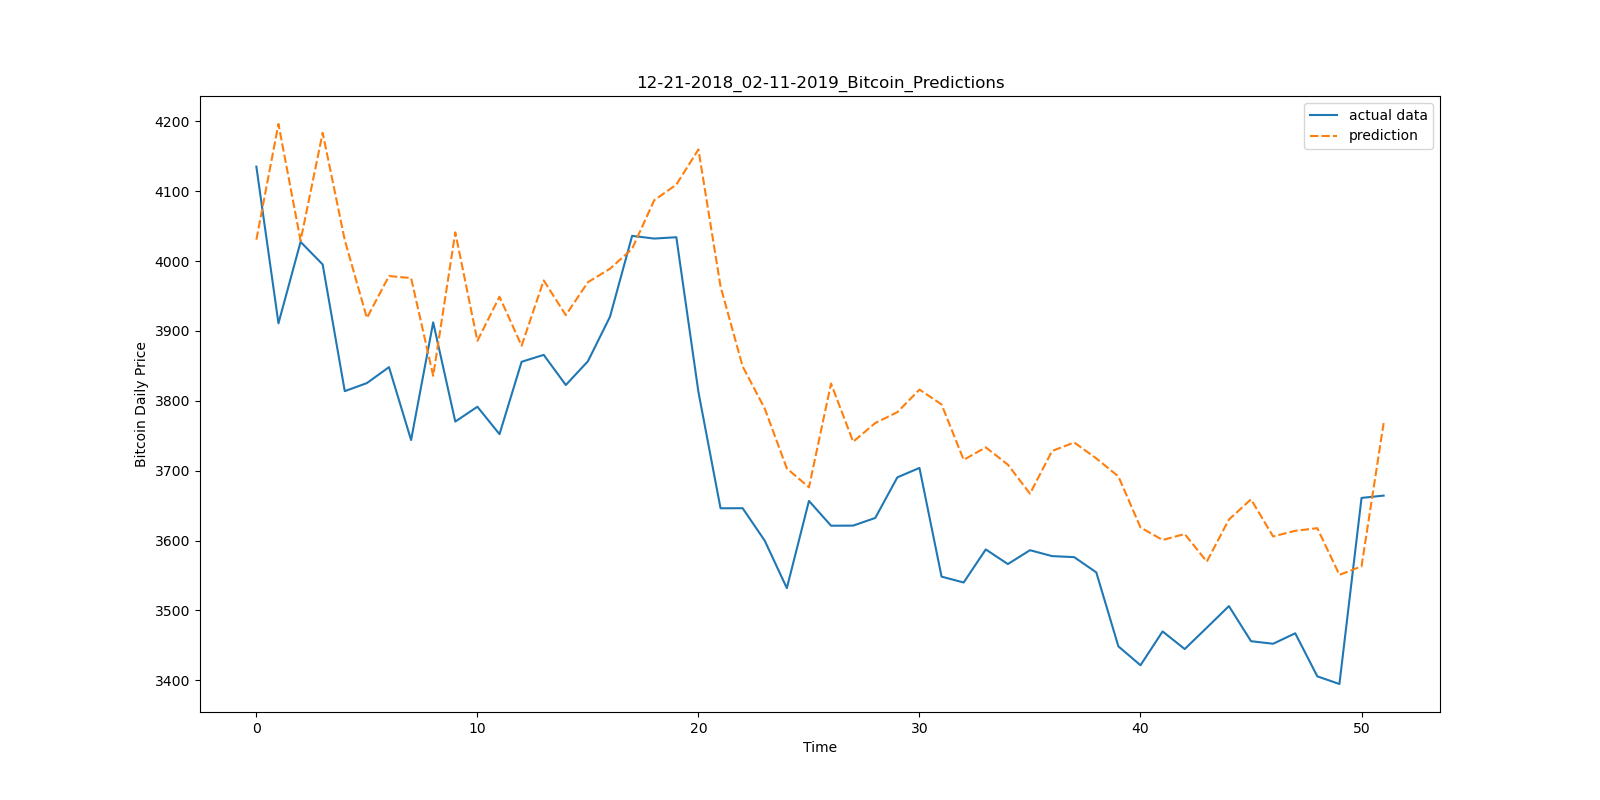 12-21-2018_02-11-2019_Bitcoin_Predictions
actual data
prediction
4200
4100
4000
3900
3800
3700
3600
3500
3400
Bitcoin Daily Price
0 10 20 30 40 50
Time